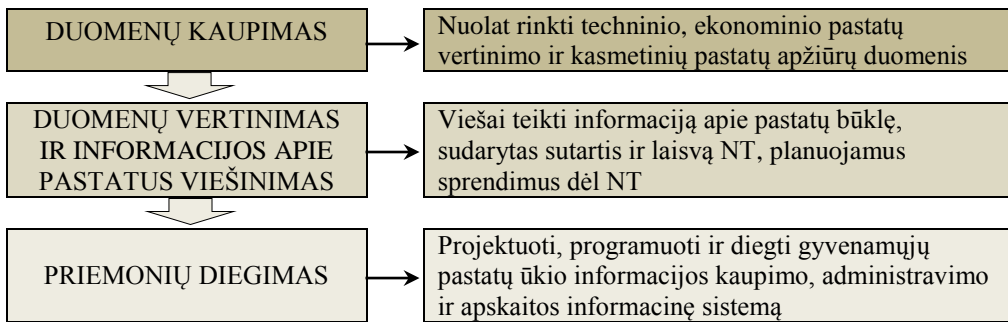 DUOMENŲ KAUPIMAS
Nuolat rinkti techninio, ekonominio pastatų
vertinimo ir kasmetinių pastatų apžiūrų duomenis
DUOMENŲ VERTINIMAS
IR INFORMACIJOS APIE
PASTATUS VIEŠINIMAS
Viešai teikti informaciją apie pastatų būklę,
sudarytas sutartis ir laisvą NT, planuojamus
sprendimus dėl NT
PRIEMONIŲ DIEGIMAS
Projektuoti, programuoti ir diegti gyvenamųjų
pastatų ūkio informacijos kaupimo, administravimo
ir apskaitos informacinę sistemą